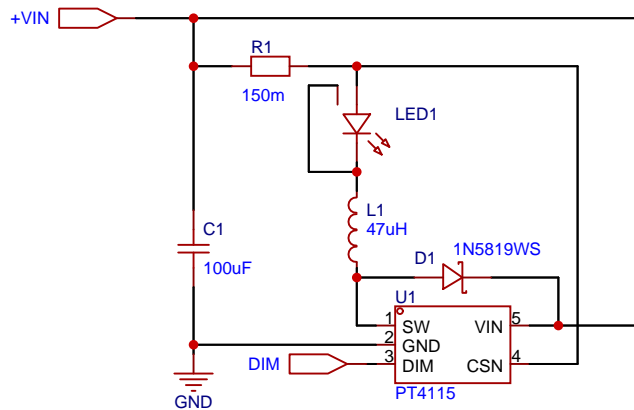 +VIN
R1
150m
LED1
C1
100uF
L1
47uH
D1
1N5819WS
U1
1 SW VIN 5
2 GND
3 DIM CSN 4
DIM
PT4115
GND